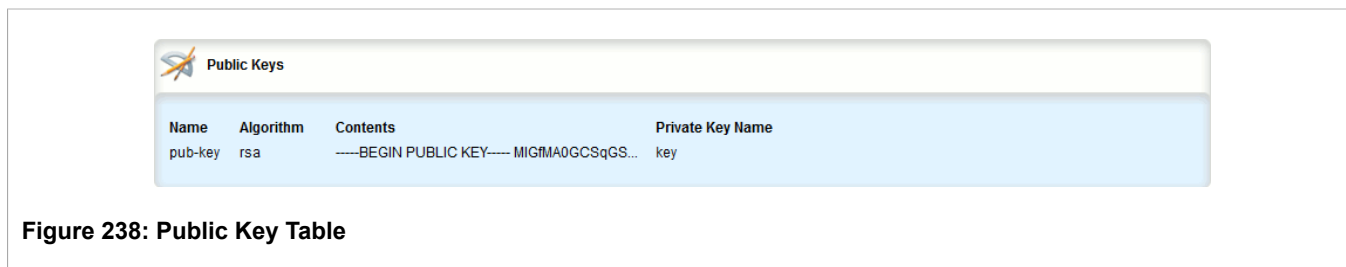 Public Keys
Name Algorithm Contents Private Key Name
pub-key rsa -----BEGIN PUBLIC KEY----- MIGfMA0GCSqGS... key
Figure 238: Public Key Table